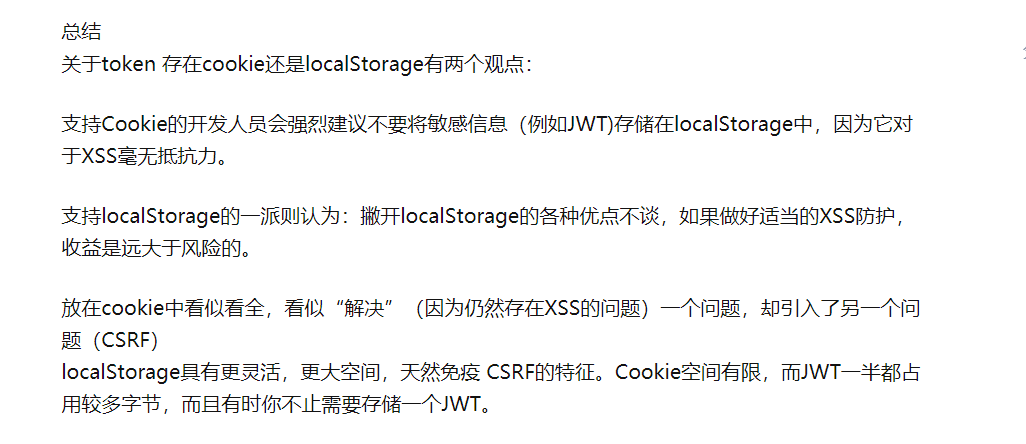 总结
关于token 存在cookie还是localStorage有两个观点：
支持Cookie的开发人员会强烈建议不要将敏感信息（例如JWT)存储在localStorage中，因为它对
于XSS毫无抵抗力。
支持localStorage的一派则认为：撇开localStorage的各种优点不谈，如果做好适当的XSS防护，
收益是远大于风险的。
放在cookie中看似看全，看似“解决”（因为仍然存在XSS的问题）一个问题，却引入了另一个问
题（CSRF）
localStorage具有更灵活，更大空间，天然免疫 CSRF的特征。Cookie空间有限，而JWT一半都占
用较多字节，而且有时你不止需要存储一个JWT。